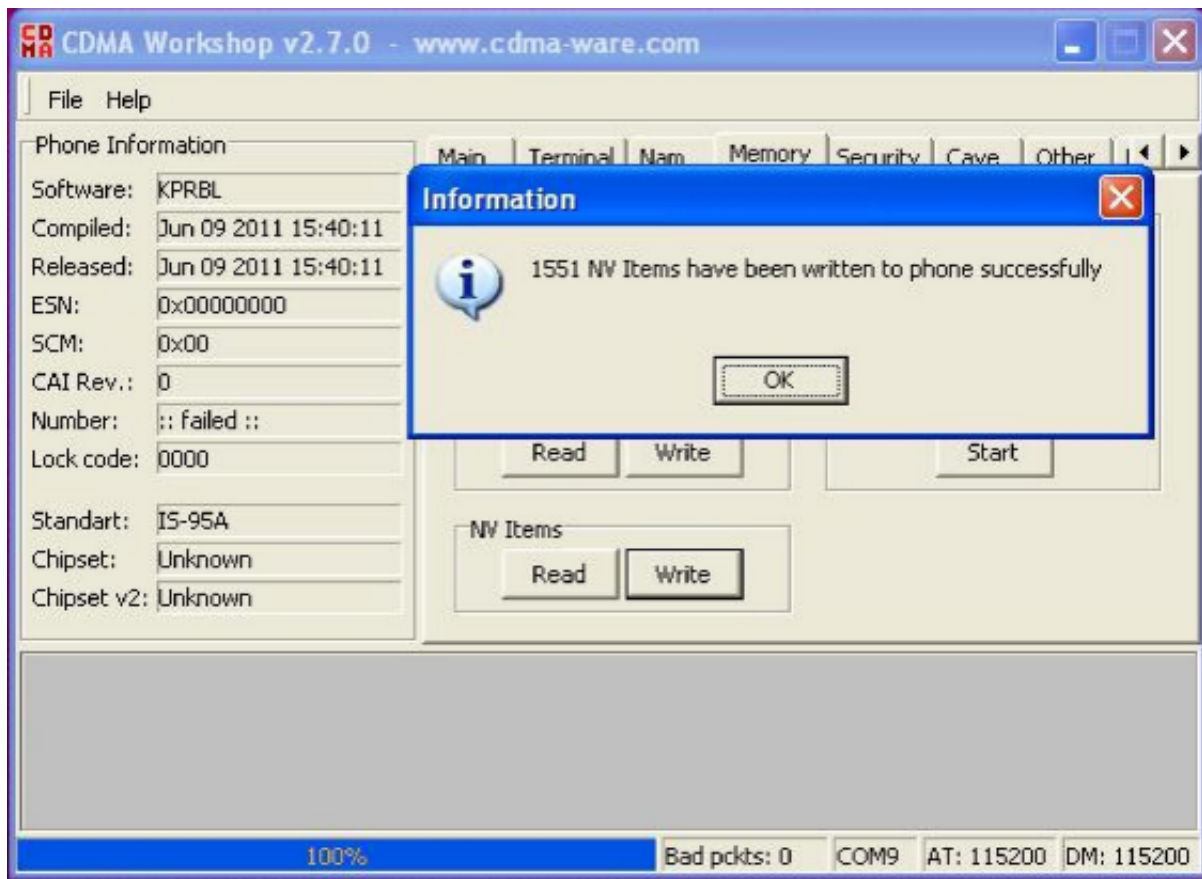 CDMA Workshop v2.7.0 - www.cdma-ware.com
File Help
Phone Information
Software: KPRBL
Compiled: Jun 09 2011 15:40:11
Released: Jun 09 2011 15:40:11
ESN: 0x00000000
SCM: 0x00
CAI Rev.: 0
Number: :: failed ::
Lock code: 0000
Standart: IS-95A
Chipset: Unknown
Chipset v2: Unknown
Main Terminal Nam Memory Security Cave Other
Information
1551 NV Items have been written to phone successfully
OK
Read Write Start
NV Items
Read Write
100% Bad pckts: 0 COM9 AT: 115200 DM: 115200